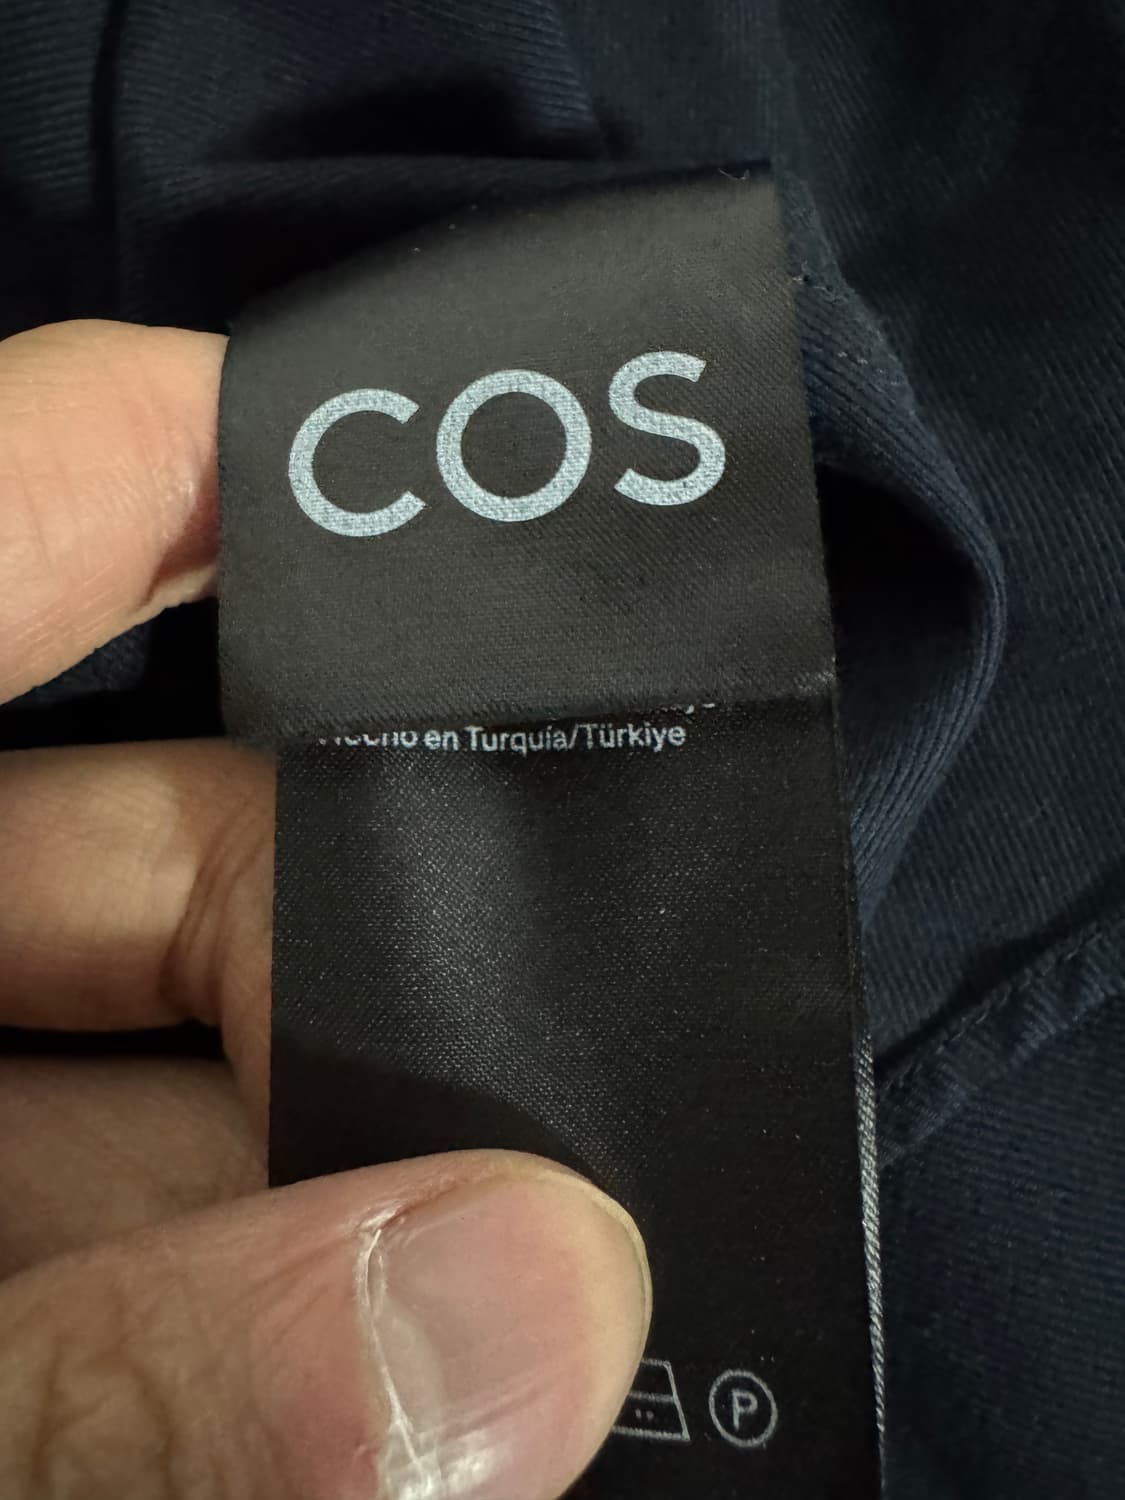 COS
Hecho en Turquía/Türkiye
P